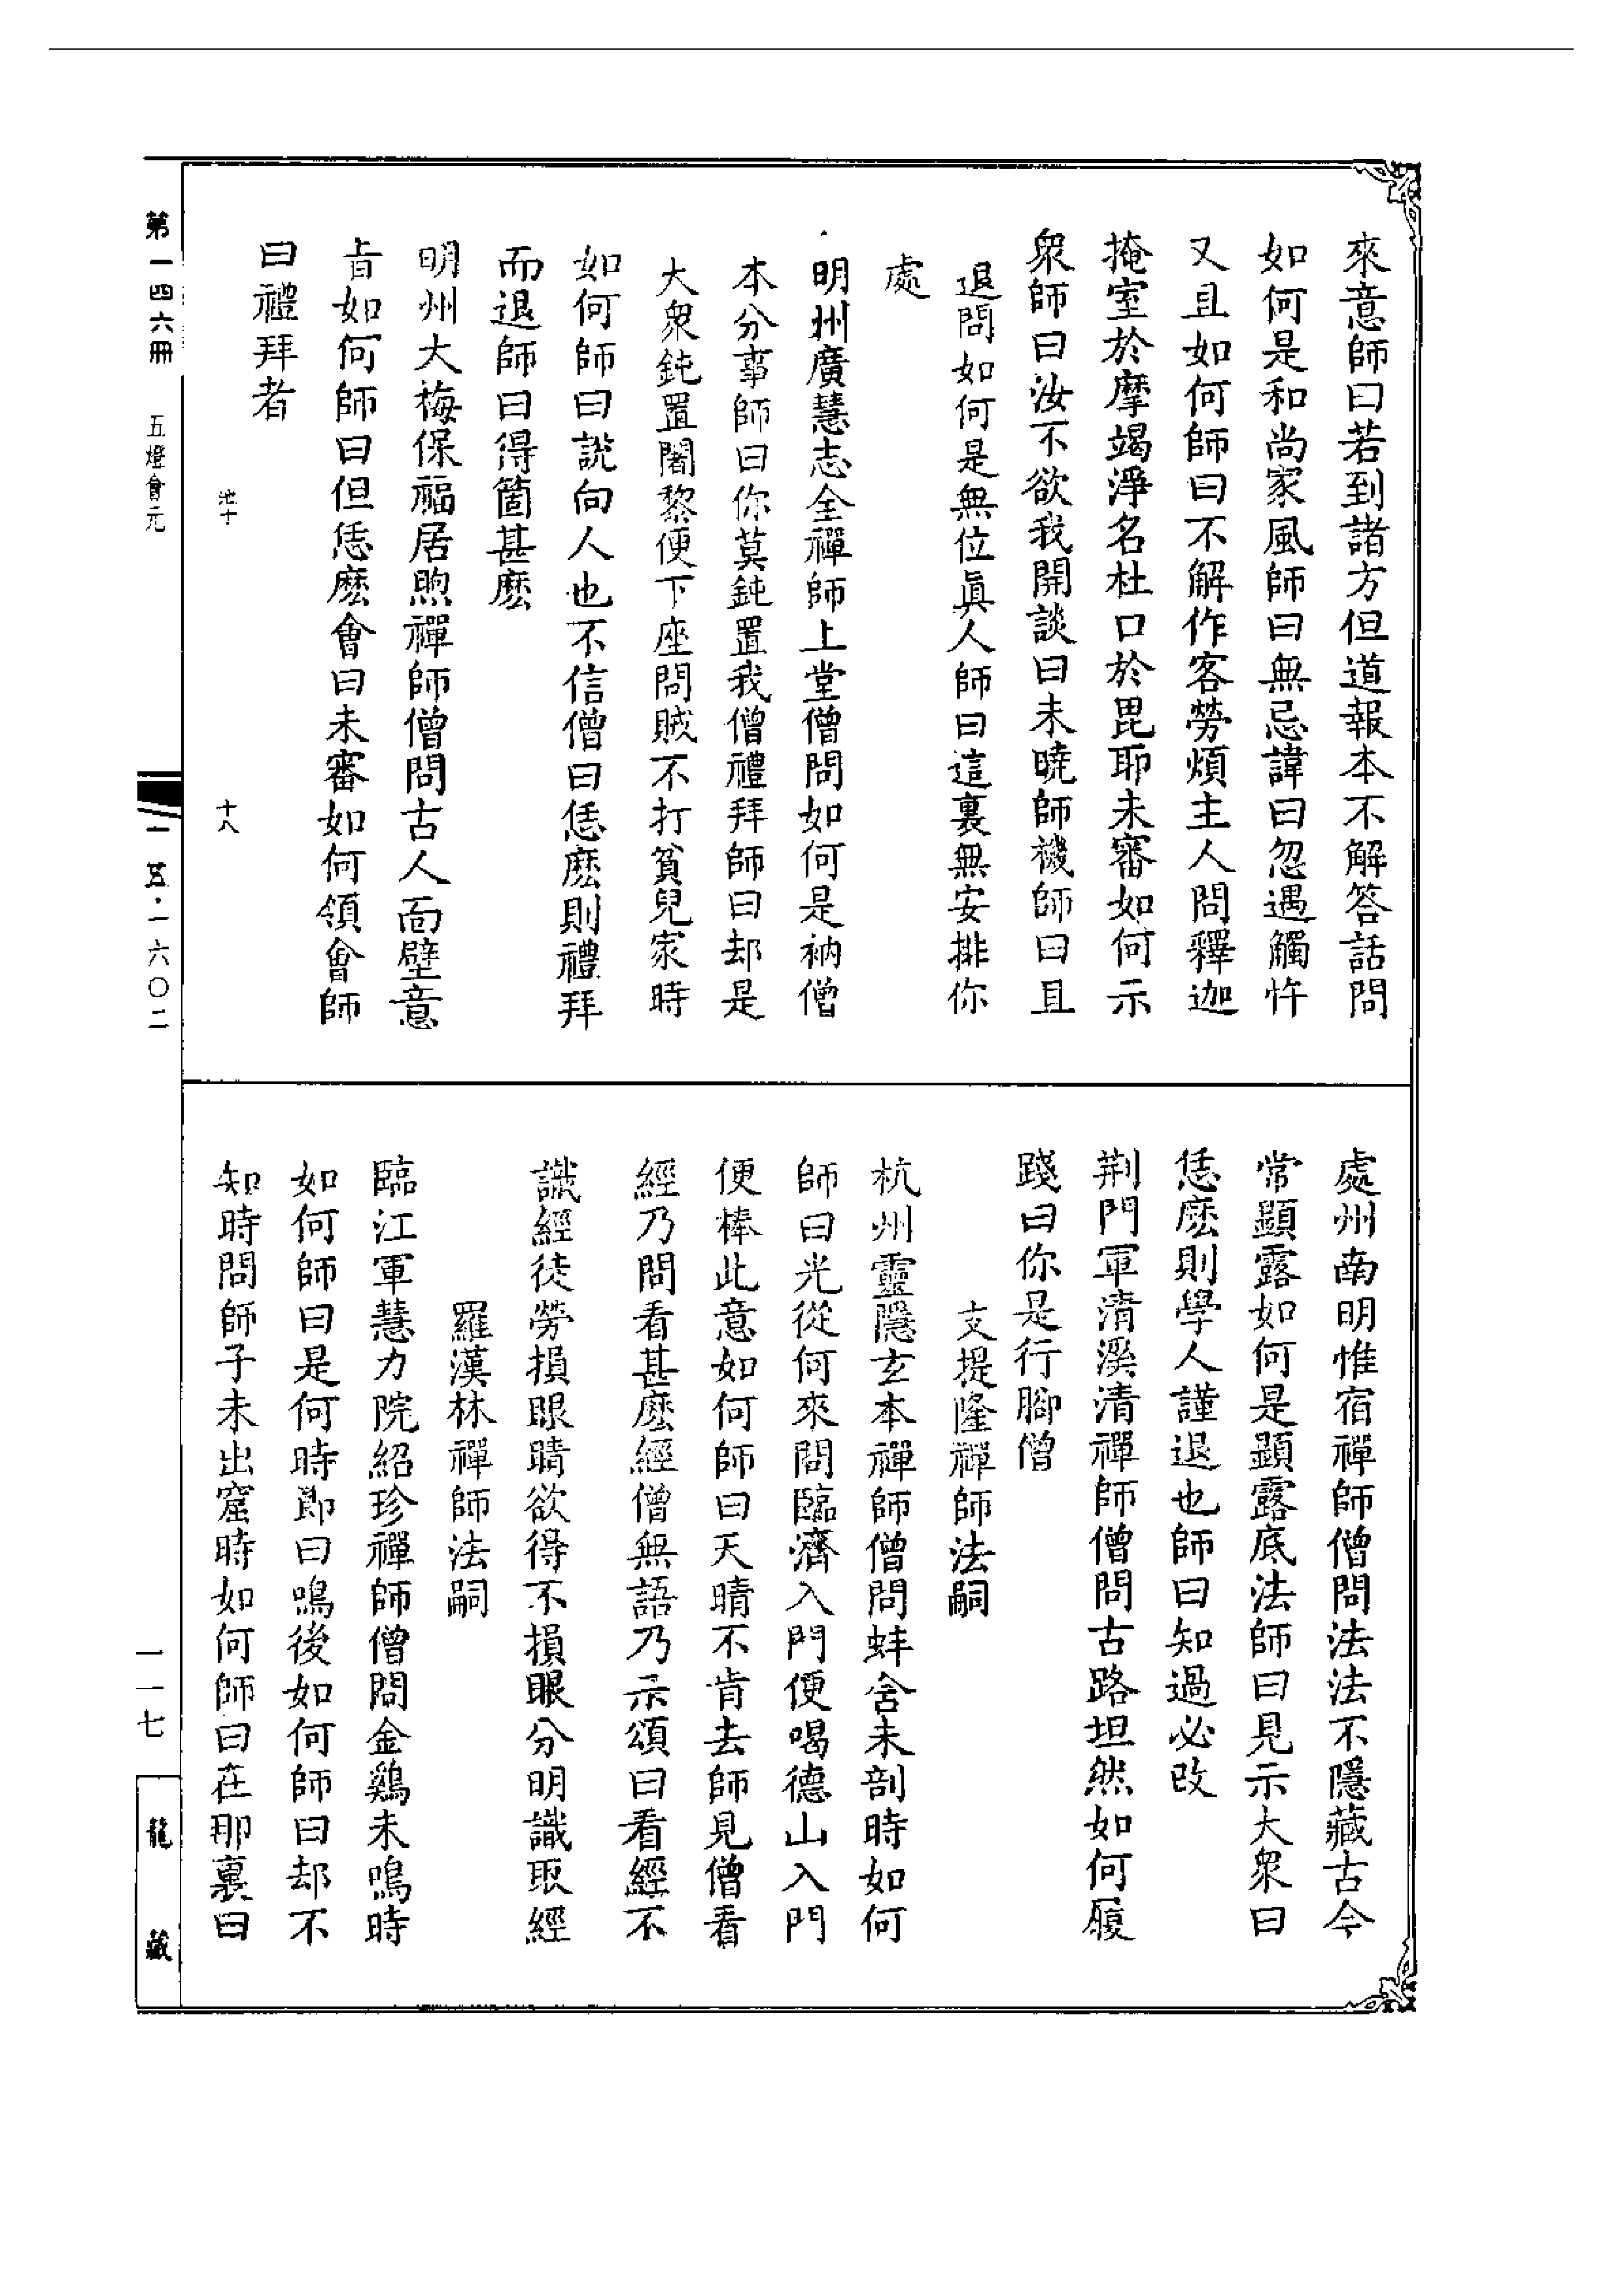 來意師曰若到諸方但道報本不解答話問
如何是和尚家風師曰無忌諱曰忽遇觸忤
又且如何師曰不解作客勞煩主人問釋迦
掩室於摩竭淨名杜口於毘耶未審如何示
衆師曰汝不欲我開談曰未曉師機師曰且
退問如何是無位眞人師曰這裏無安排你
處
明州廣慧志全禪師上堂僧問如何是衲僧
本分事師曰你莫鈍置我僧禮拜師曰却是
大衆鈍置闍黎便下座問賊不打貧兒家時
如何師曰說向人也不信僧曰恁麼則禮拜
而退師曰得箇甚麼
明州大梅保福居煦禪師僧問古人面壁意
旨如何師曰但恁麼會曰未審如何領會師
曰禮拜者
池十
十八
處州南明惟宿禪師僧問法法不隱藏古今
常顯露如何是顯露底法師曰見示大衆曰
恁麼則學人謹退也師曰知過必改
荆門軍清溪清禪師僧問古路坦然如何履
踐曰你是行腳僧
支提隆禪師法嗣
杭州靈隱玄本禪師僧問蚌含未剖時如何
師曰光從何來問臨濟入門便喝德山入門
便棒此意如何師曰天晴不肯去師見僧看
經乃問看甚麼經僧無語乃示頌曰看經不
識經徒勞損眼睛欲得不損眼分明識取經
羅漢林禪師法嗣
臨江軍慧力院紹珍禪師僧問金鷄未鳴時
如何師曰是何時節曰鳴後如何師曰却不
知時問師子未出窟時如何師曰在那裏曰
第一四六冊
五燈會元
一五·一六〇二
一一七
龍藏